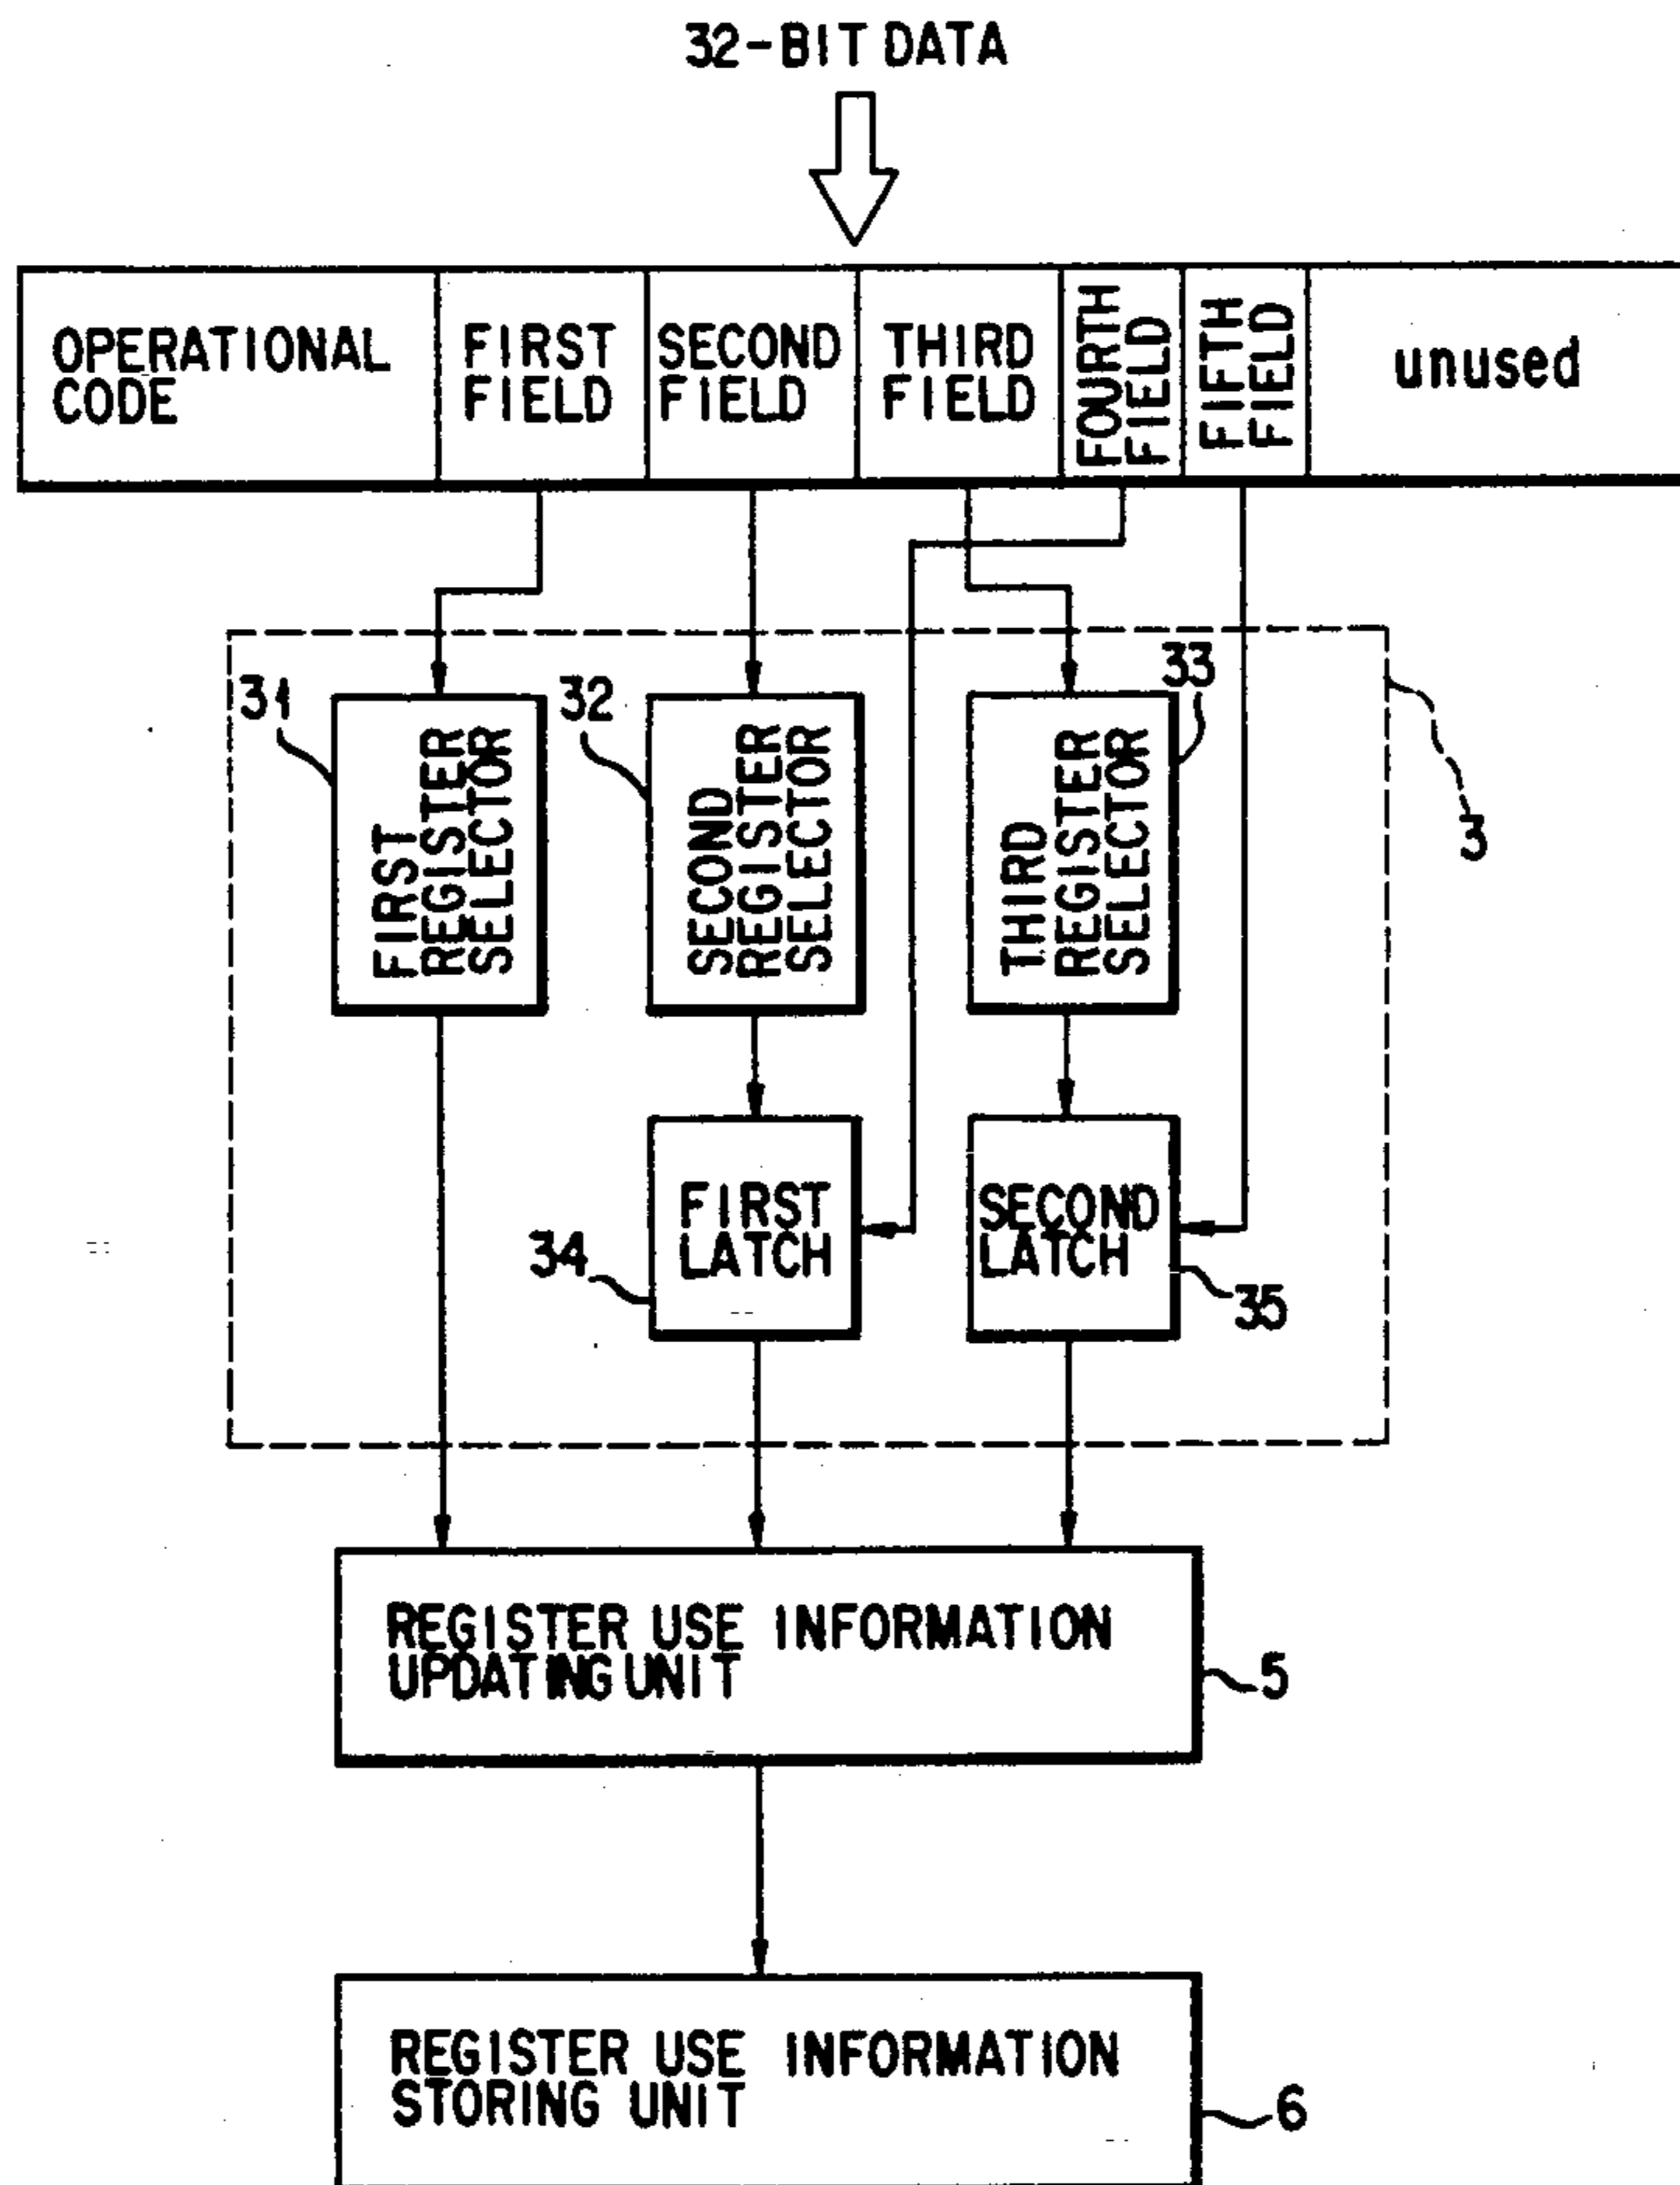 32-BIT DATA
OPERATIONAL
CODE
FIRST
FIELD
SECOND
FIELD
THIRD
FIELD
FOURTH
FIELD
FIFTH
FIELD
unused
31
32
33
3
FIRST
REGISTER
SELECTOR
SECOND
REGISTER
SELECTOR
THIRD
REGISTER
SELECTOR
34
FIRST
LATCH
SECOND
LATCH
35
REGISTER USE INFORMATION
UPDATING UNIT
5
REGISTER USE INFORMATION
STORING UNIT
6